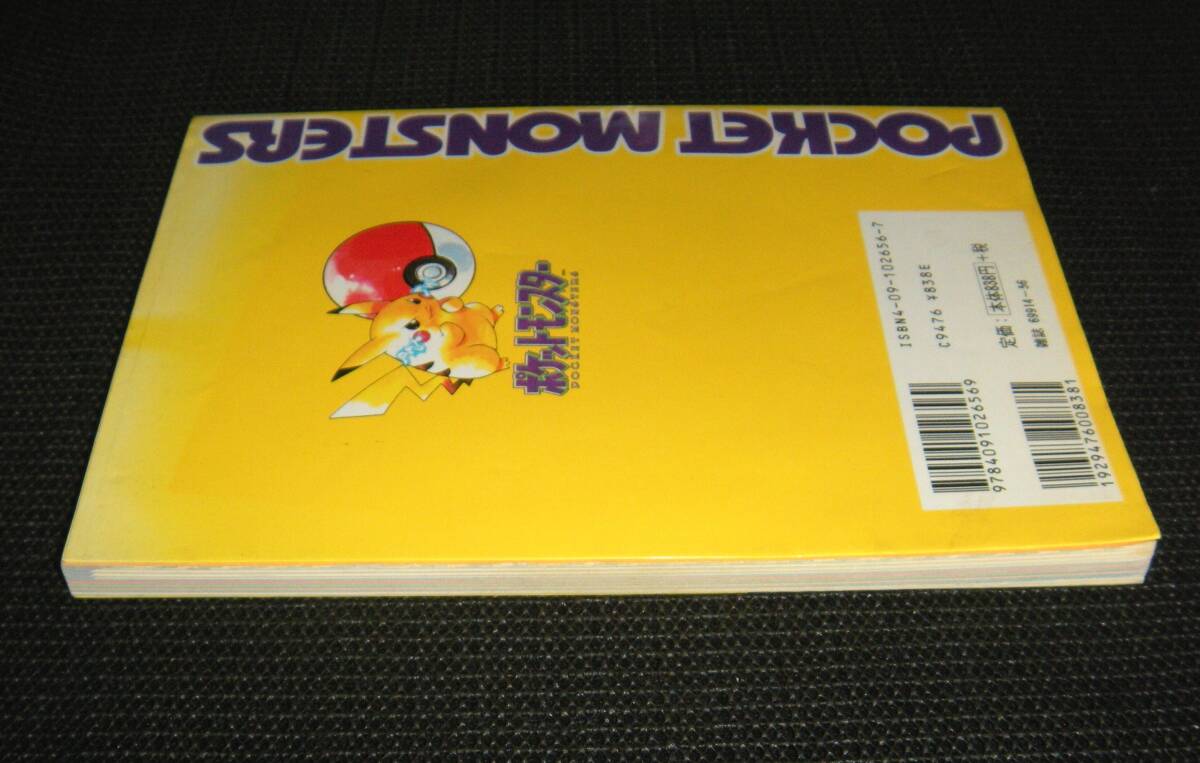 POCKET MONSTERS
ポケットモンスター
POCKET MONSTERS
ISBN4-09-102656-7
C9476 ¥838E
定価:本体838円+税
雑誌 69914-56
9784091026569
1929476008381